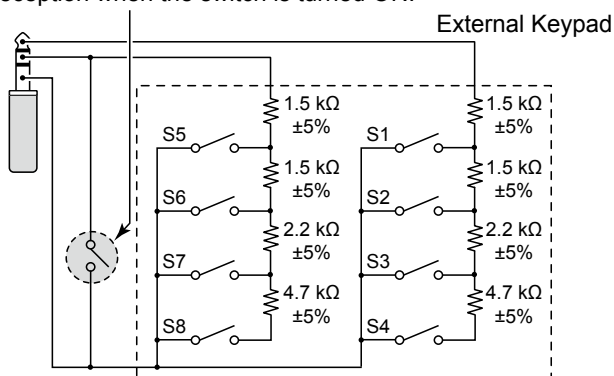 eception when the switch is turned ON.
External Keypad
1.5 kΩ
±5%
1.5 kΩ
±5%
S5
S1
1.5 kΩ
±5%
1.5 kΩ
±5%
S6
S2
2.2 kΩ
±5%
2.2 kΩ
±5%
S7
S3
4.7 kΩ
±5%
4.7 kΩ
±5%
S8
S4